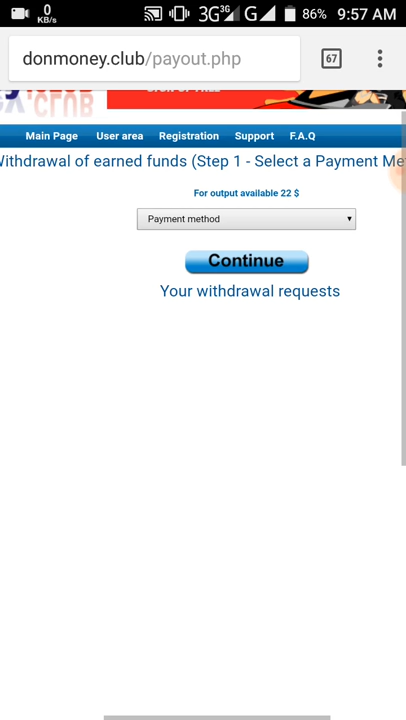 0
KB/s
3G 3G G 86% 9:57 AM
donmoney.club/payout.php
67
CLUB
Main Page User area Registration Support F.A.Q
Withdrawal of earned funds (Step 1 - Select a Payment Me
For output available 22 $
Payment method
Continue
Your withdrawal requests